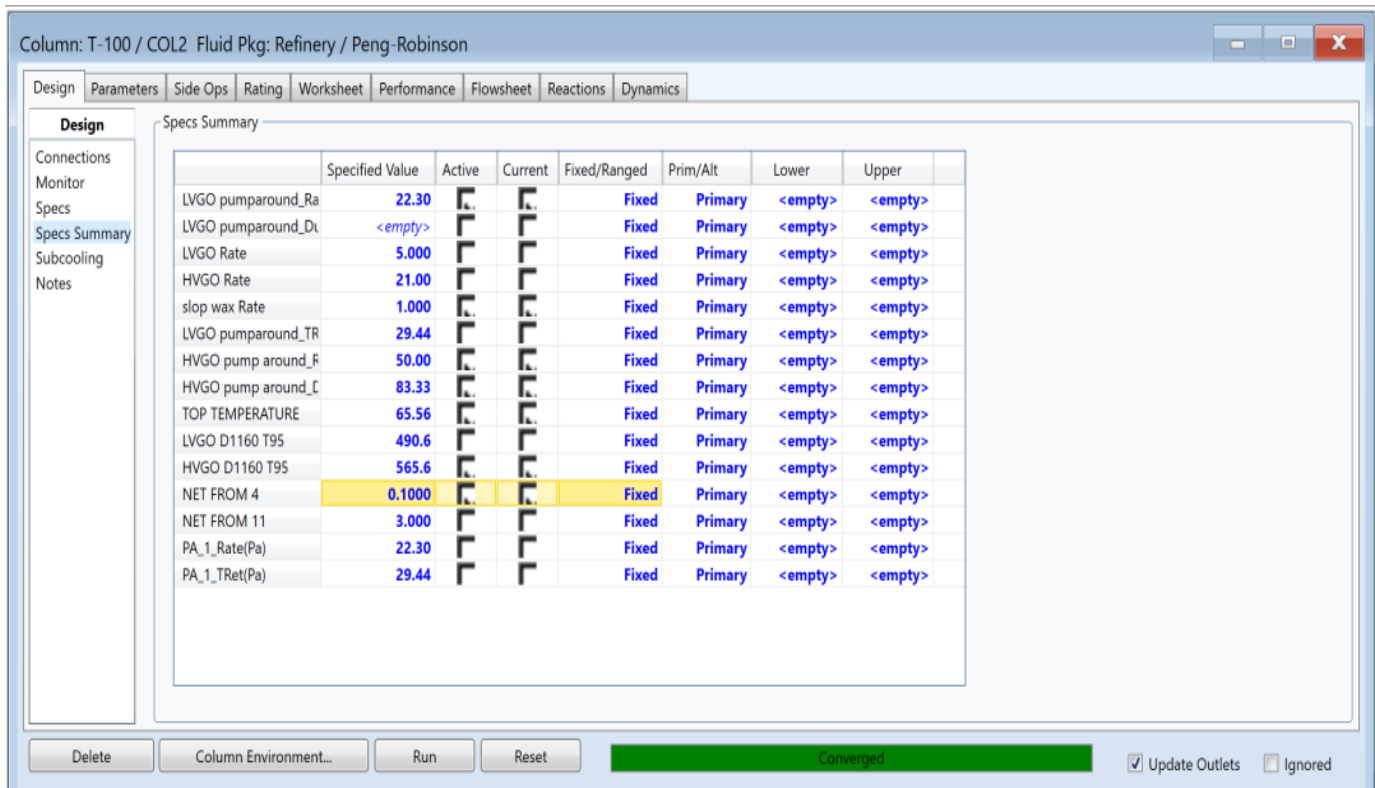 Column: T-100 / COL2 Fluid Pkg: Refinery / Peng-Robinson
Design Parameters Side Ops Rating Worksheet Performance Flowsheet Reactions Dynamics
Design
Connections
Monitor
Specs
Specs Summary
Subcooling
Notes
Specs Summary
Specified Value Active Current Fixed/Ranged Prim/Alt Lower Upper
LVGO pumparound_Ra 22.30 Fixed Primary <empty> <empty>
LVGO pumparound_Du <empty> Fixed Primary <empty> <empty>
LVGO Rate 5.000 Fixed Primary <empty> <empty>
HVGO Rate 21.00 Fixed Primary <empty> <empty>
slop wax Rate 1.000 Fixed Primary <empty> <empty>
LVGO pumparound_TR 29.44 Fixed Primary <empty> <empty>
HVGO pump around_R 50.00 Fixed Primary <empty> <empty>
HVGO pump around_D 83.33 Fixed Primary <empty> <empty>
TOP TEMPERATURE 65.56 Fixed Primary <empty> <empty>
LVGO D1160 T95 490.6 Fixed Primary <empty> <empty>
HVGO D1160 T95 565.6 Fixed Primary <empty> <empty>
NET FROM 4 0.1000 Fixed Primary <empty> <empty>
NET FROM 11 3.000 Fixed Primary <empty> <empty>
PA_1_Rate(Pa) 22.30 Fixed Primary <empty> <empty>
PA_1_TRet(Pa) 29.44 Fixed Primary <empty> <empty>
Delete Column Environment... Run Reset Converged Update Outlets Ignored